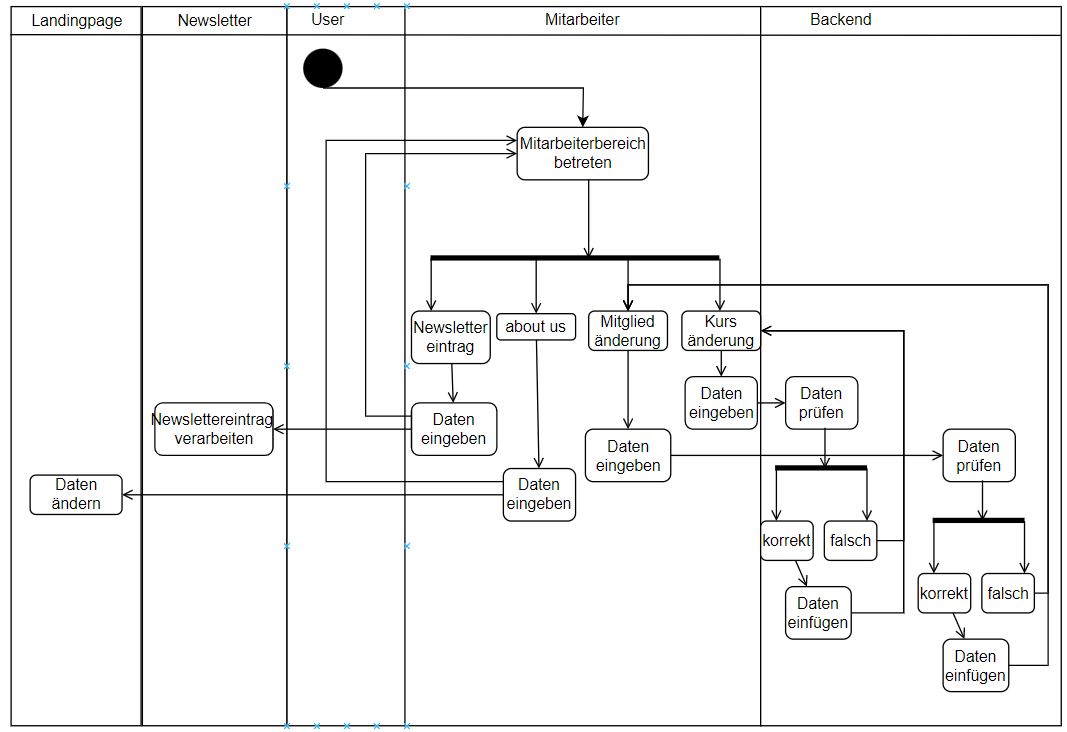 Landingpage
Newsletter
User
Mitarbeiter
Backend
Mitarbeiterbereich
betreten
Newsletter
eintrag
about us
Mitglied
änderung
Kurs
änderung
Daten
eingeben
Daten
prüfen
Newslettereintrag
verarbeiten
Daten
eingeben
Daten
eingeben
Daten
prüfen
Daten
ändern
Daten
eingeben
korrekt
falsch
korrekt
falsch
Daten
einfügen
Daten
einfügen